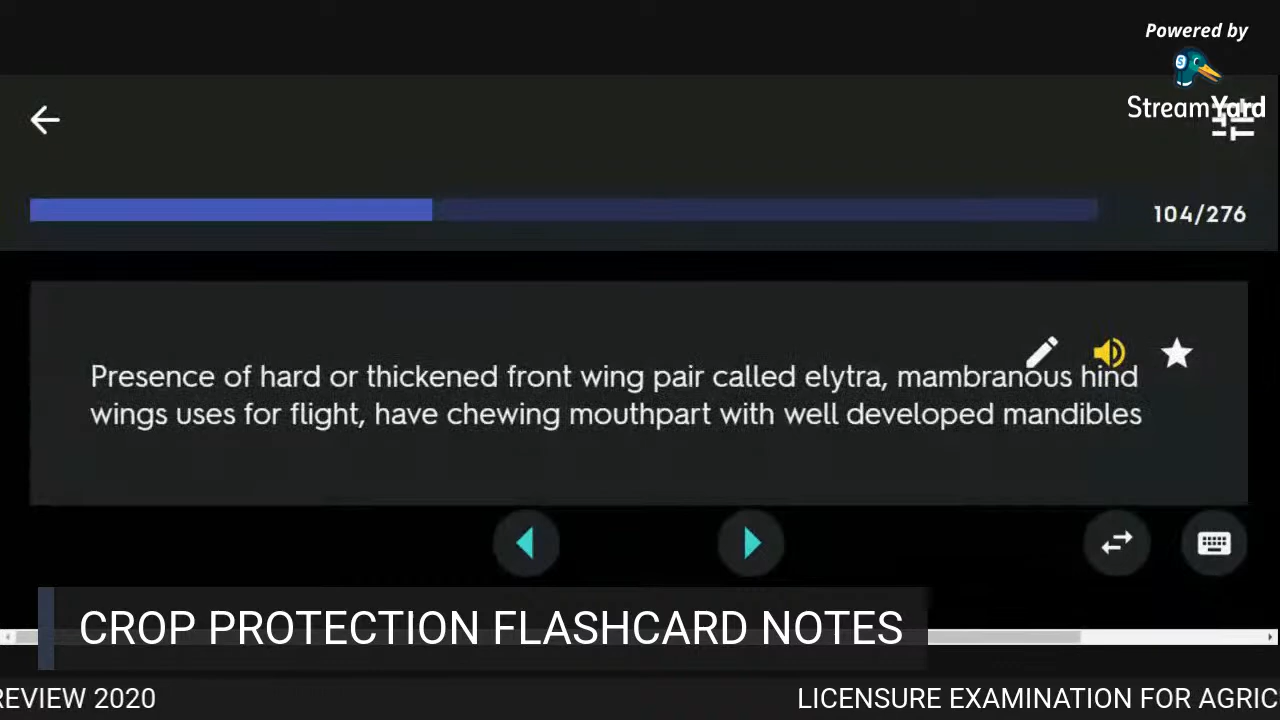 Powered by
StreamYard
104/276
Presence of hard or thickened front wing pair called elytra, mambranous hind
wings uses for flight, have chewing mouthpart with well developed mandibles
CROP PROTECTION FLASHCARD NOTES
REVIEW 2020
LICENSURE EXAMINATION FOR AGRIC